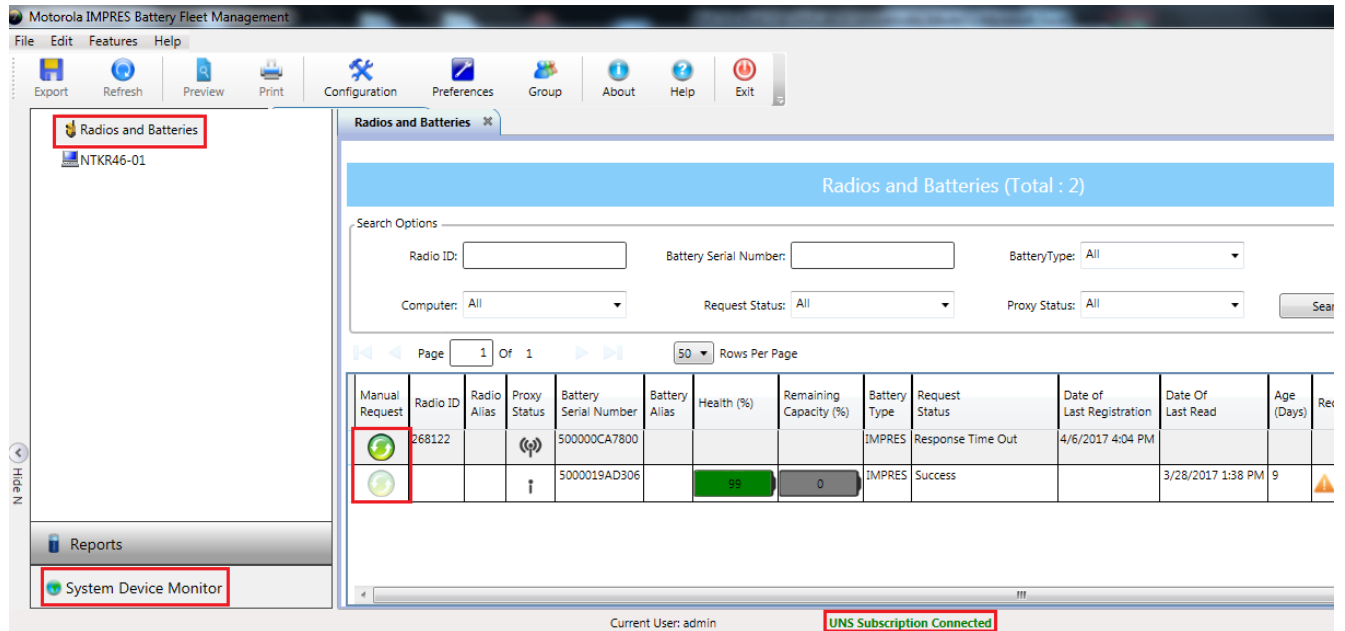 Motorola IMPRES Battery Fleet Management
File Edit Features Help
Export Refresh Preview Print Configuration Preferences Group About Help Exit
Radios and Batteries
NTKR46-01
Hide N
Reports
System Device Monitor
Radios and Batteries
Radios and Batteries (Total : 2)
Search Options
Radio ID: Battery Serial Number: BatteryType: All
Computer: All Request Status: All Proxy Status: All Sear
Page 1 Of 1 50 Rows Per Page
Manual Request Radio ID Radio Alias Proxy Status Battery Serial Number Battery Alias Health (%) Remaining Capacity (%) Battery Type Request Status Date of Last Registration Date Of Last Read Age (Days) Rec
268122 500000CA7800 IMPRES Response Time Out 4/6/2017 4:04 PM
5000019AD306 99 0 IMPRES Success 3/28/2017 1:38 PM 9
Current User: admin UNS Subscription Connected